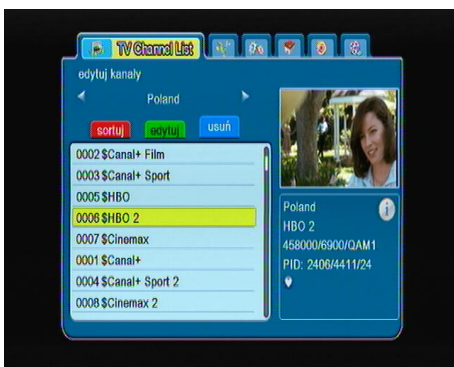 TV Channel List
edytuj kanały
Poland
sortuj edytuj usuń
0002 $Canal+ Film
0003 $Canal+ Sport
0005 $HBO
0006 $HBO 2
0007 $Cinemax
0001 $Canal+
0004 $Canal+ Sport 2
0008 $Cinemax 2
Poland
HBO 2
458000/6900/QAM1
PID: 2406/4411/24